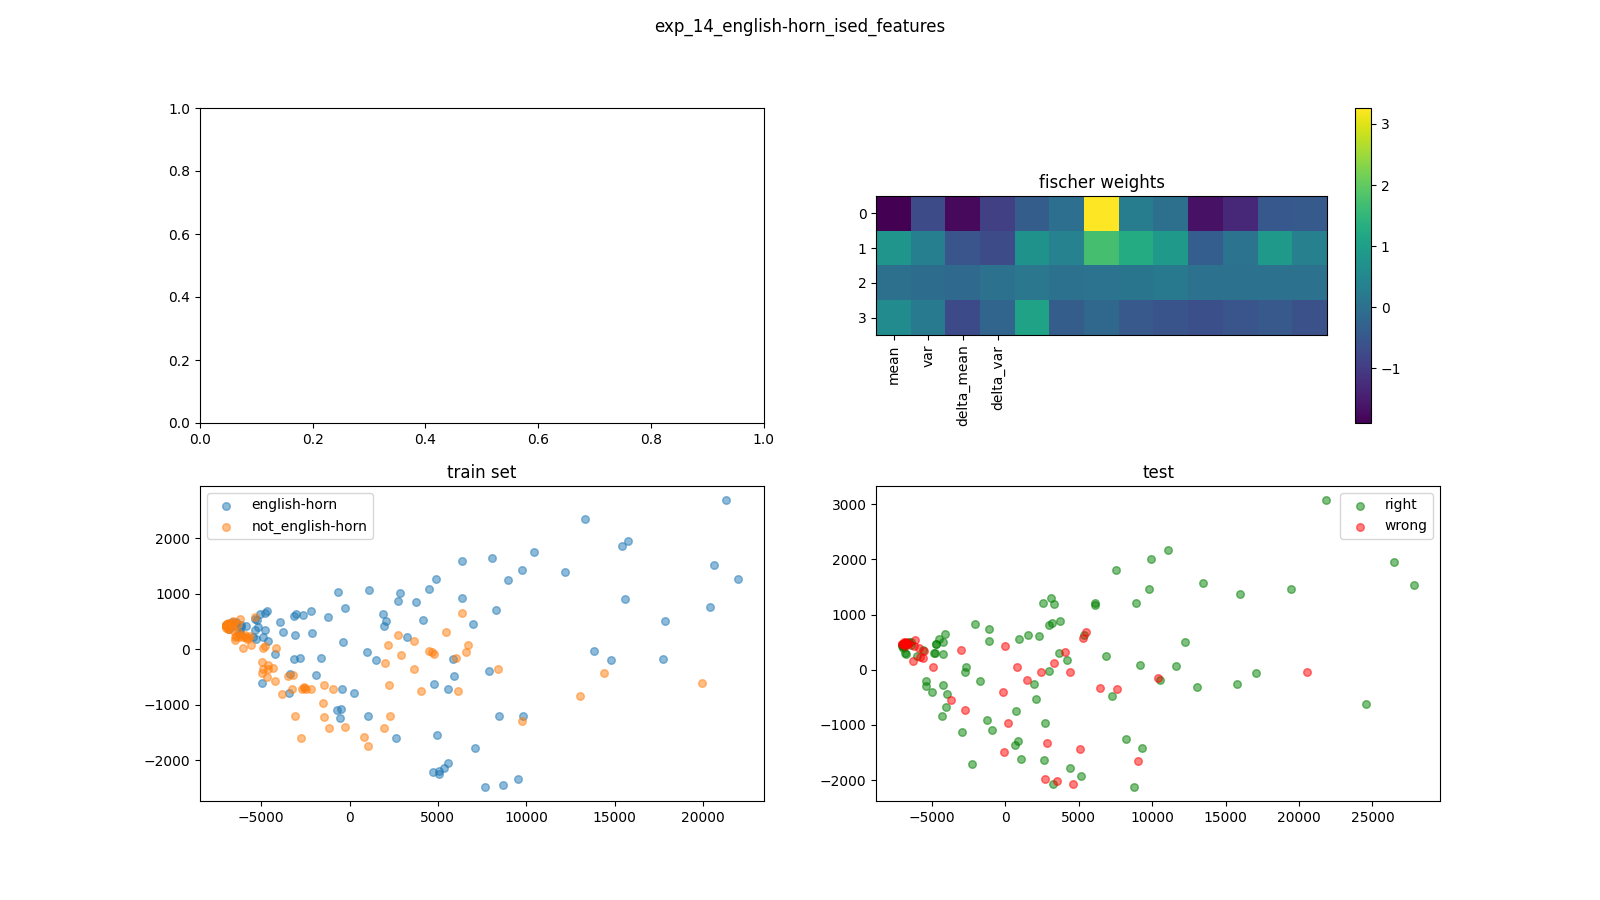 exp_14_english-horn_ised_features
1.0
0.8
0.6
0.4
0.2
0.0
0.0 0.2 0.4 0.6 0.8 1.0
fischer weights
0
1
2
3
mean var delta_mean delta_var
3
2
1
0
−1
train set
english-horn
not_english-horn
2000
1000
0
−1000
−2000
−5000 0 5000 10000 15000 20000
test
right
wrong
3000
2000
1000
0
−1000
−2000
−5000 0 5000 10000 15000 20000 25000